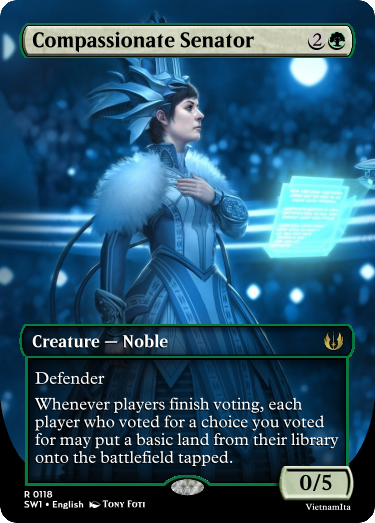 Compassionate Senator 2
Creature — Noble
Defender
Whenever players finish voting, each
player who voted for a choice you voted
for may put a basic land from their library
onto the battlefield tapped.
0/5
R 0118
SW1 • English Tony Foti
VietnamIta